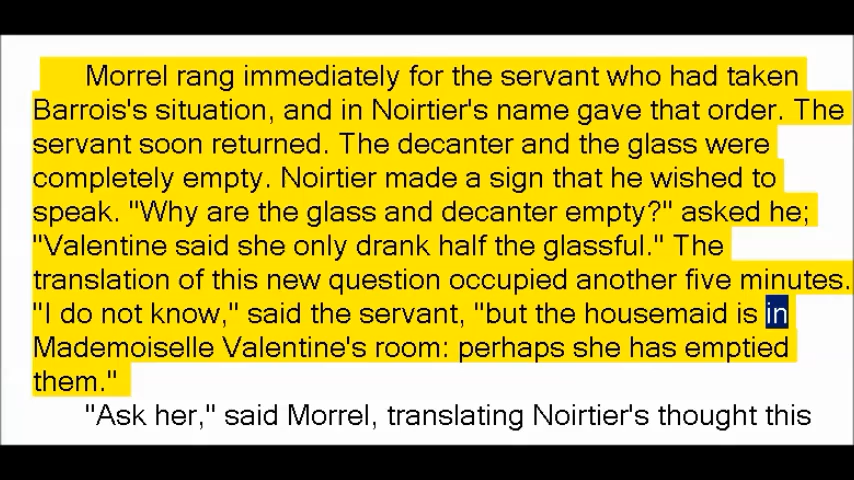 Morrel rang immediately for the servant who had taken
Barrois's situation, and in Noirtier's name gave that order. The
servant soon returned. The decanter and the glass were
completely empty. Noirtier made a sign that he wished to
speak. "Why are the glass and decanter empty?" asked he;
"Valentine said she only drank half the glassful." The
translation of this new question occupied another five minutes.
"I do not know," said the servant, "but the housemaid is in
Mademoiselle Valentine's room: perhaps she has emptied
them."
"Ask her," said Morrel, translating Noirtier's thought this